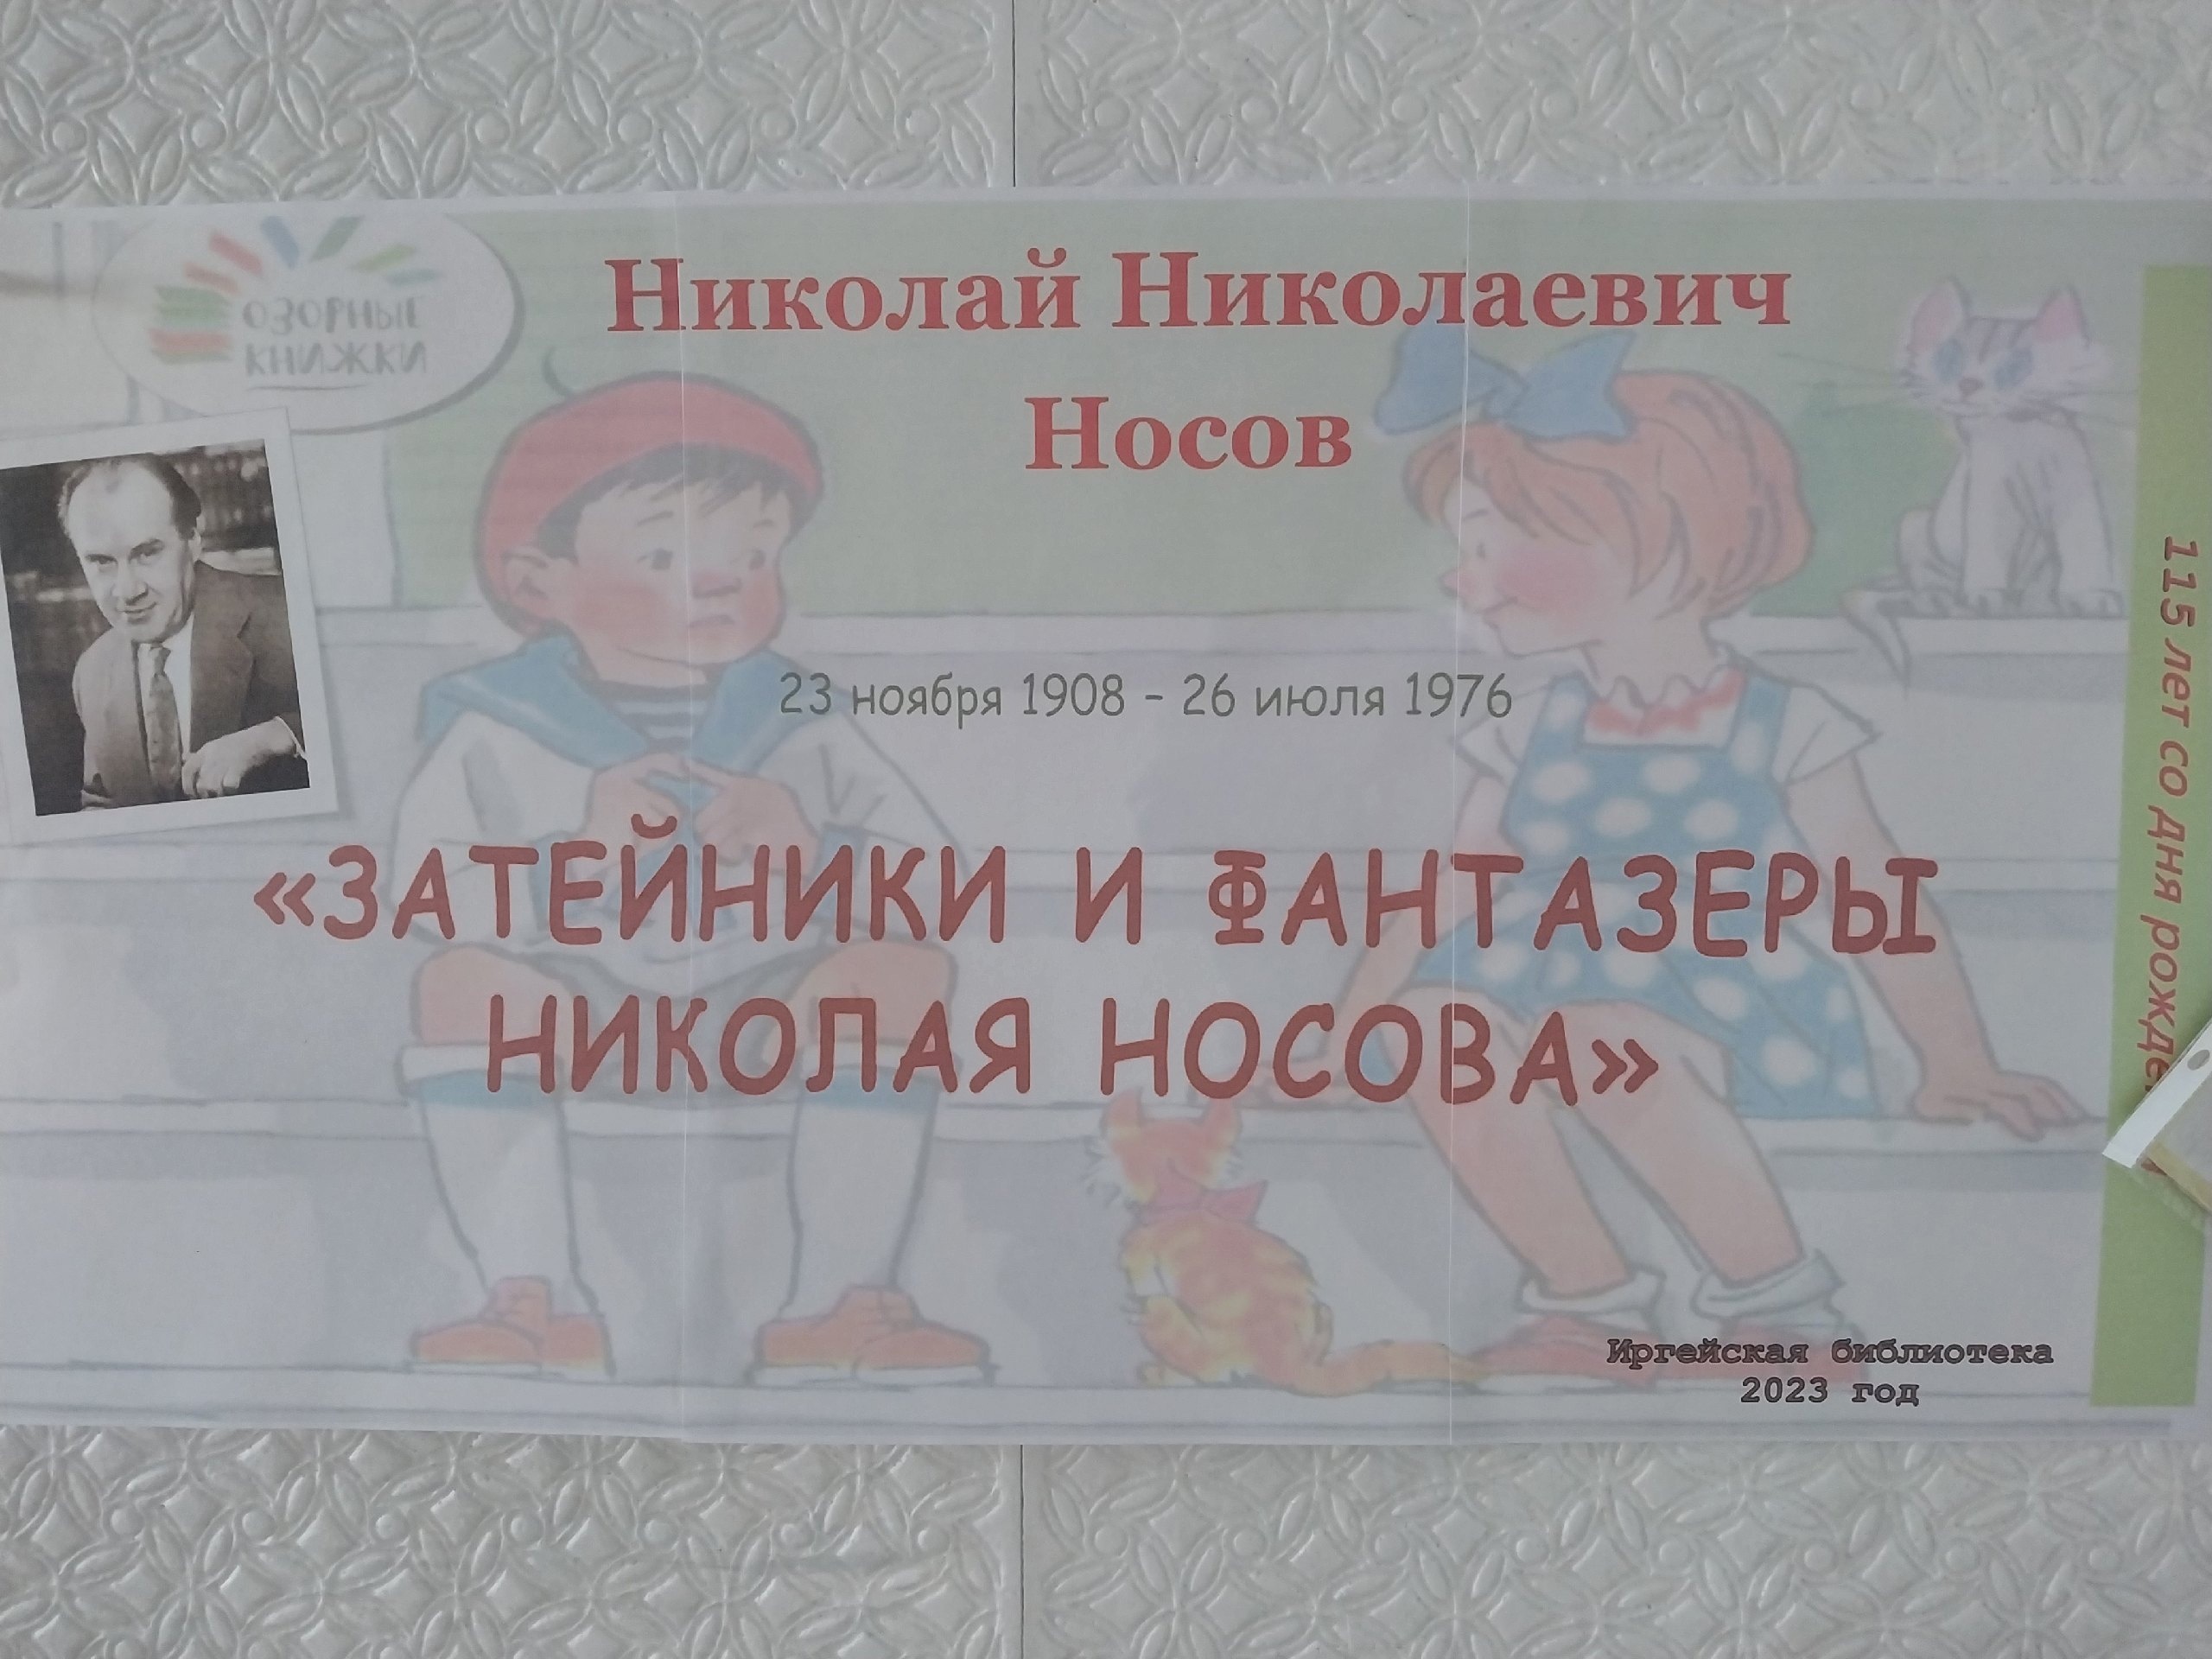 ОЗОРНЫЕ
КНИЖКИ
Николай Николаевич
Носов
23 ноября 1908 - 26 июля 1976
«ЗАТЕЙНИКИ И ФАНТАЗЕРЫ
НИКОЛАЯ НОСОВА»
115 лет со дня
Иргейская библиотека
2023 год